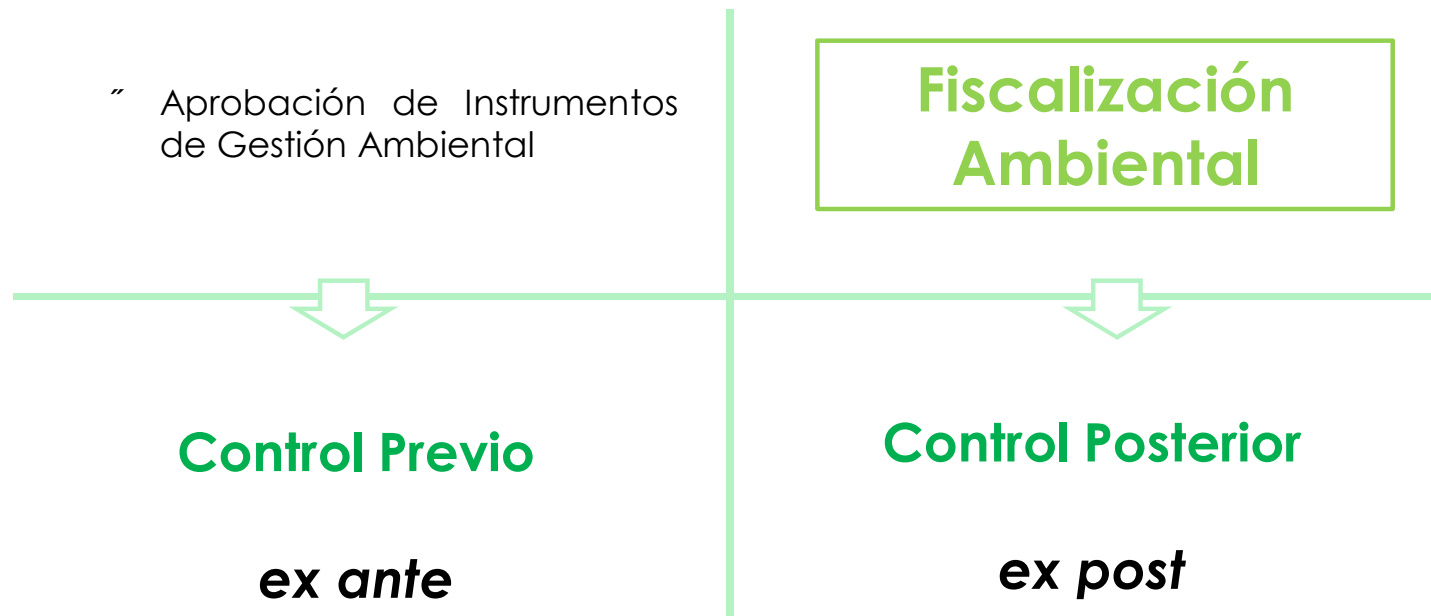 ˝ Aprobación de Instrumentos
de Gestión Ambiental
Control Previo
ex ante
Fiscalización
Ambiental
Control Posterior
ex post